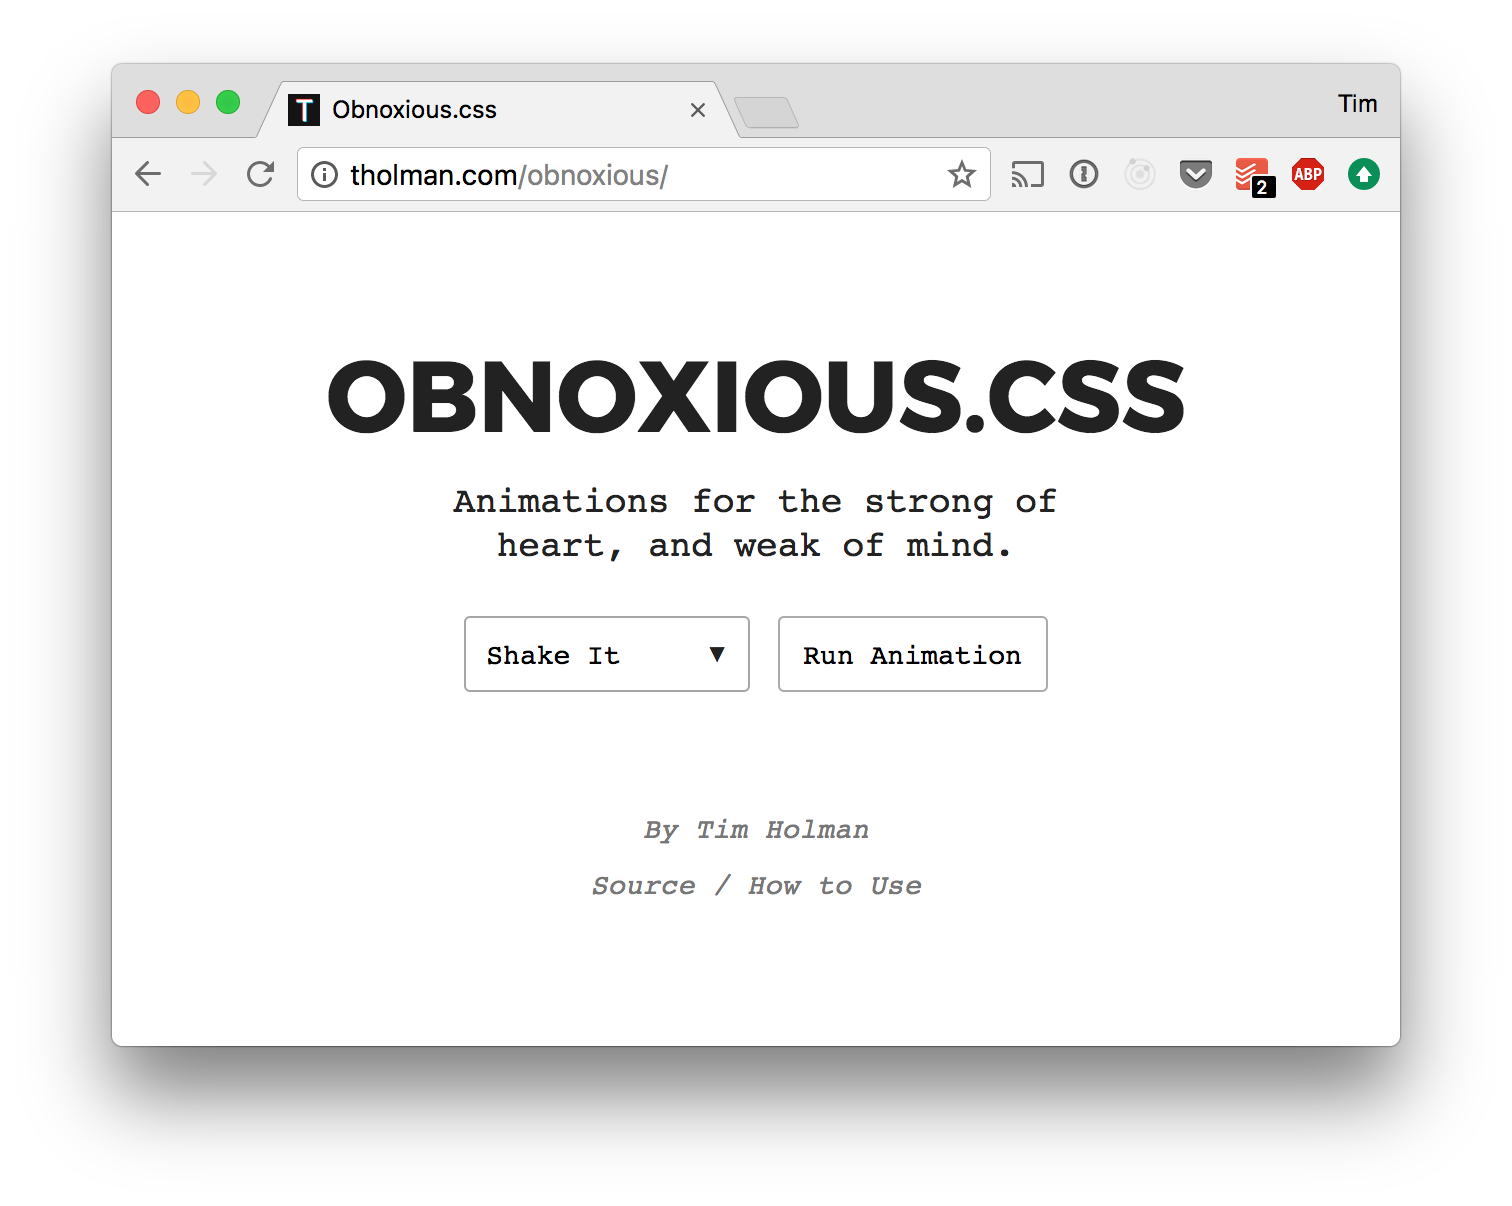 T Obnoxious.css
Tim
tholman.com/obnoxious/
2
ABP
OBNOXIOUS.CSS
Animations for the strong of
heart, and weak of mind.
Shake It ▼
Run Animation
By Tim Holman
Source / How to Use